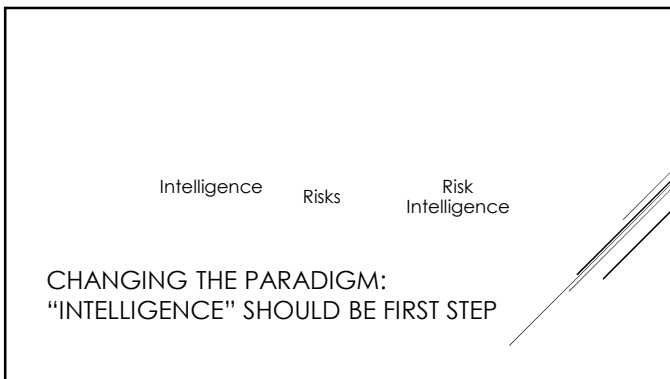 Intelligence
Risks
Risk
Intelligence
CHANGING THE PARADIGM:
“INTELLIGENCE” SHOULD BE FIRST STEP